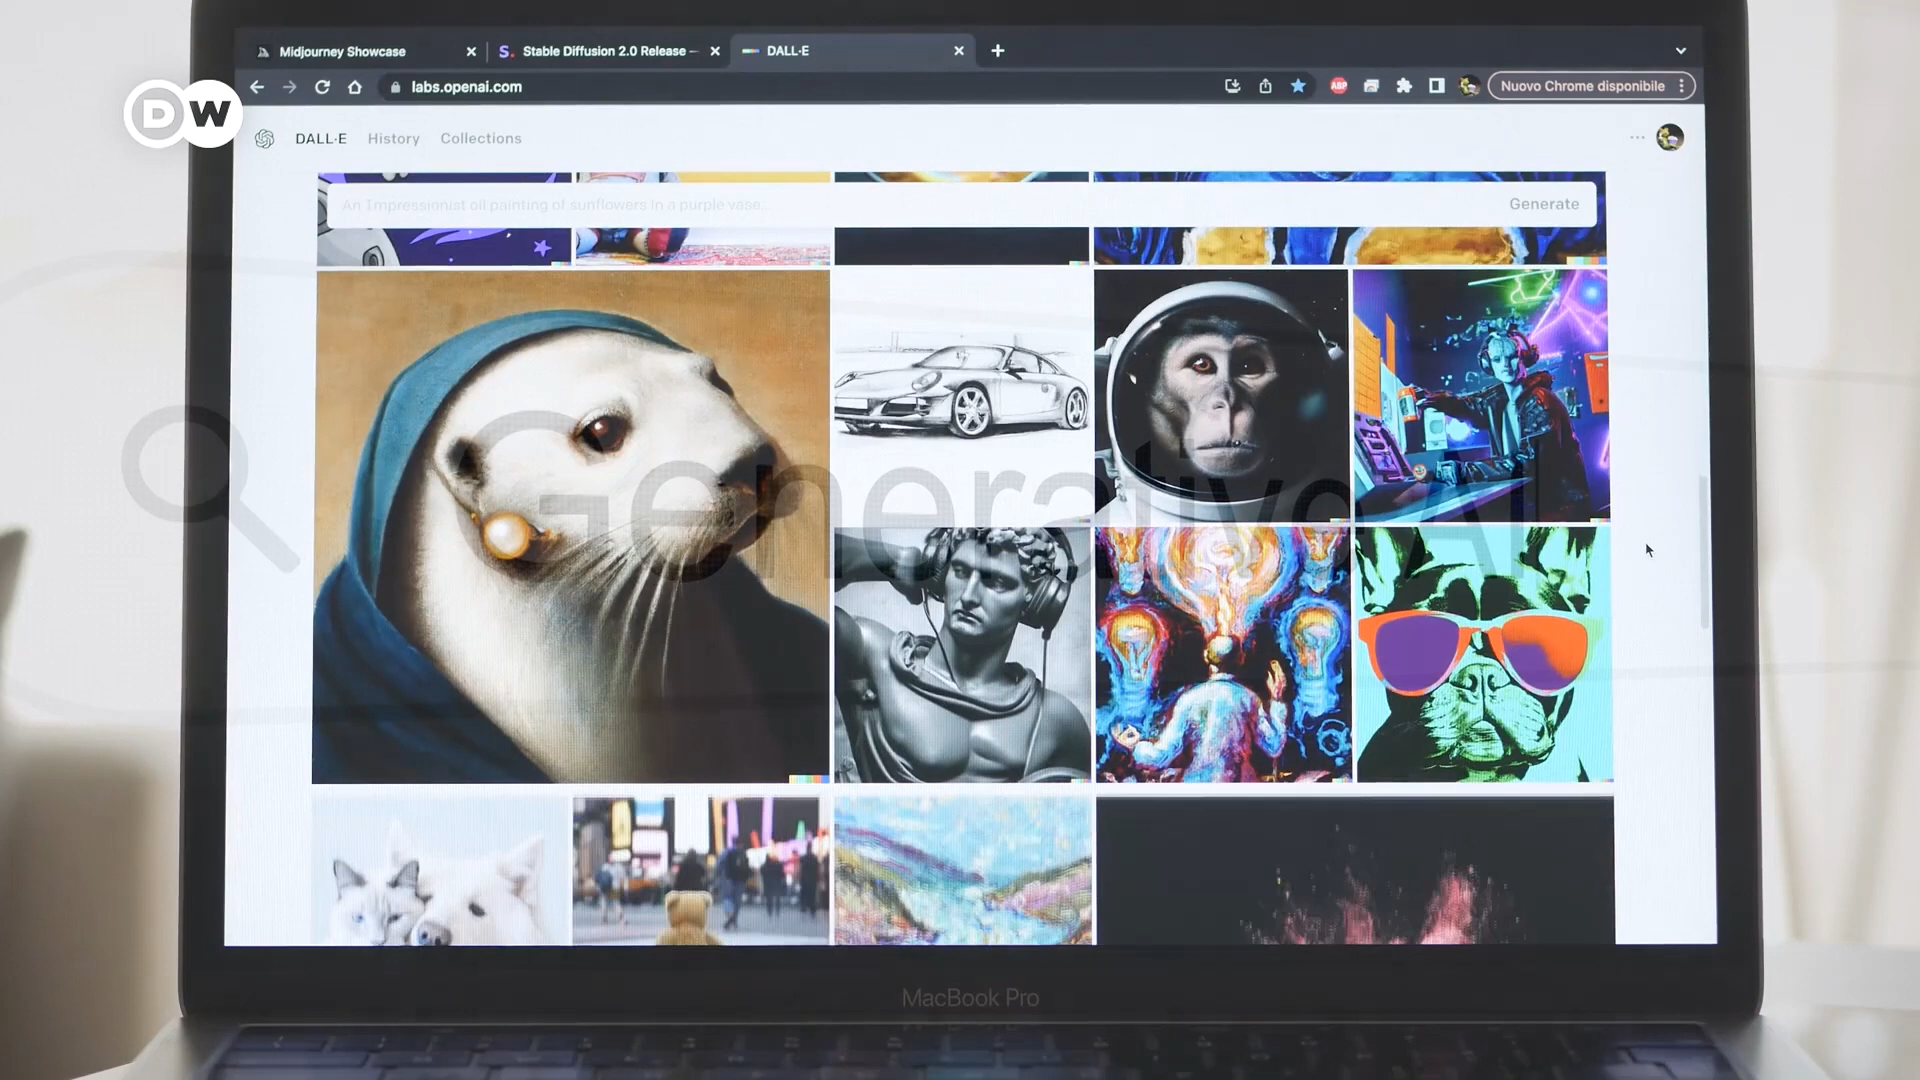 Midjourney Showcase
Stable Diffusion 2.0 Release –
DALL·E
labs.openai.com
ABP
Nuovo Chrome disponibile
DW
DALL·E
History
Collections
An Impressionist oil painting of sunflowers in a purple vase...
Generate
Generative AI
MacBook Pro